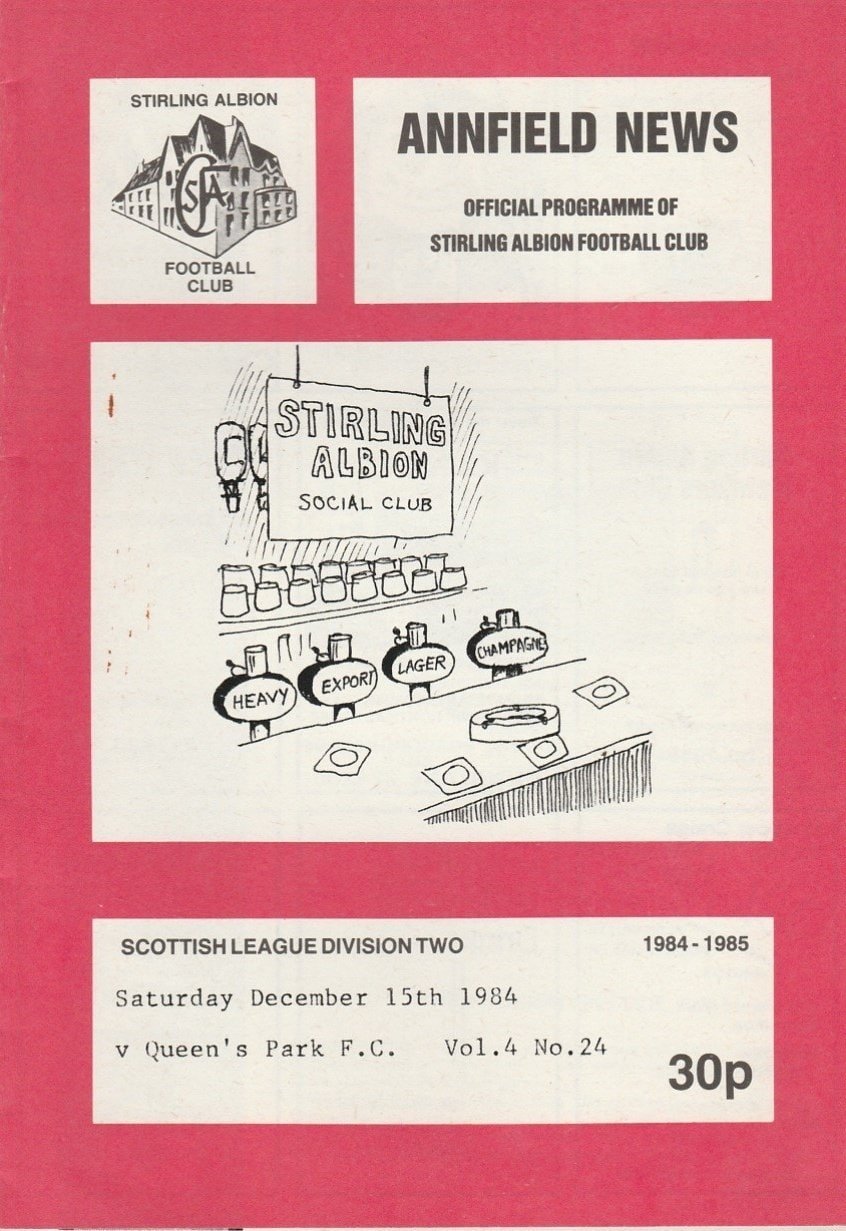 STIRLING ALBION
CSFA
FOOTBALL
CLUB
ANNFIELD NEWS
OFFICIAL PROGRAMME OF
STIRLING ALBION FOOTBALL CLUB
STIRLING
ALBION
SOCIAL CLUB
HEAVY
EXPORT
LAGER
CHAMPAGNE
SCOTTISH LEAGUE DIVISION TWO
1984 - 1985
Saturday December 15th 1984
v Queen's Park F.C. Vol.4 No.24
30p